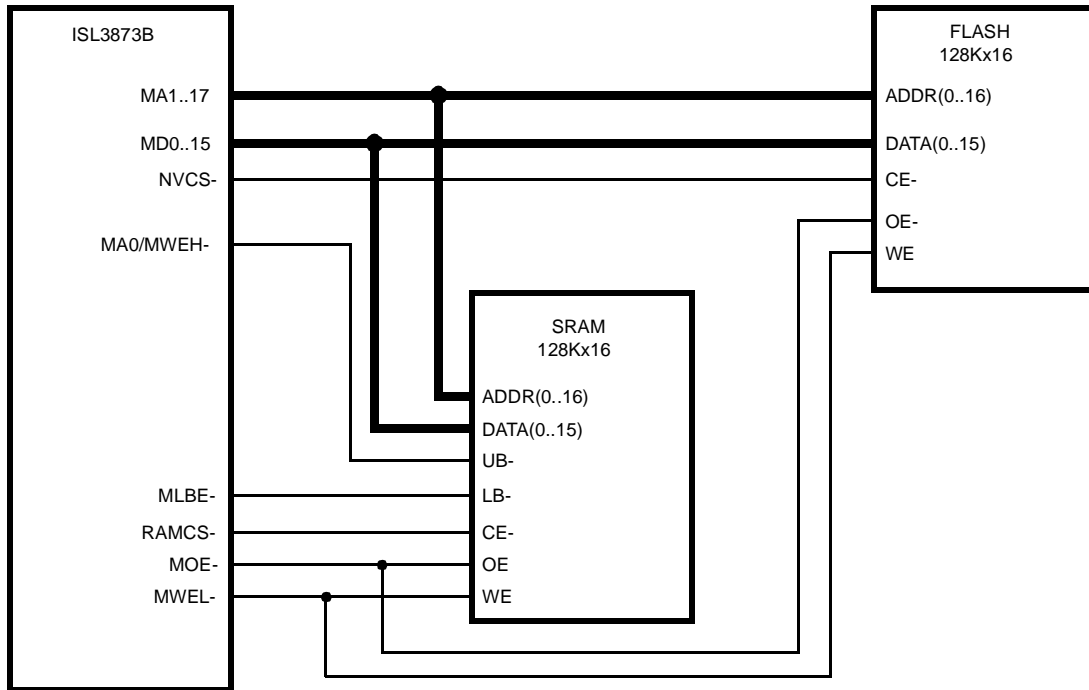 ISL3873B
MA1..17
MD0..15
NVCS-
MA0/MWEH-
MLBE-
RAMCS-
MOE-
MWEL-
SRAM
128Kx16
ADDR(0..16)
DATA(0..15)
UB-
LB-
CE-
OE
WE
FLASH
128Kx16
ADDR(0..16)
DATA(0..15)
CE-
OE-
WE